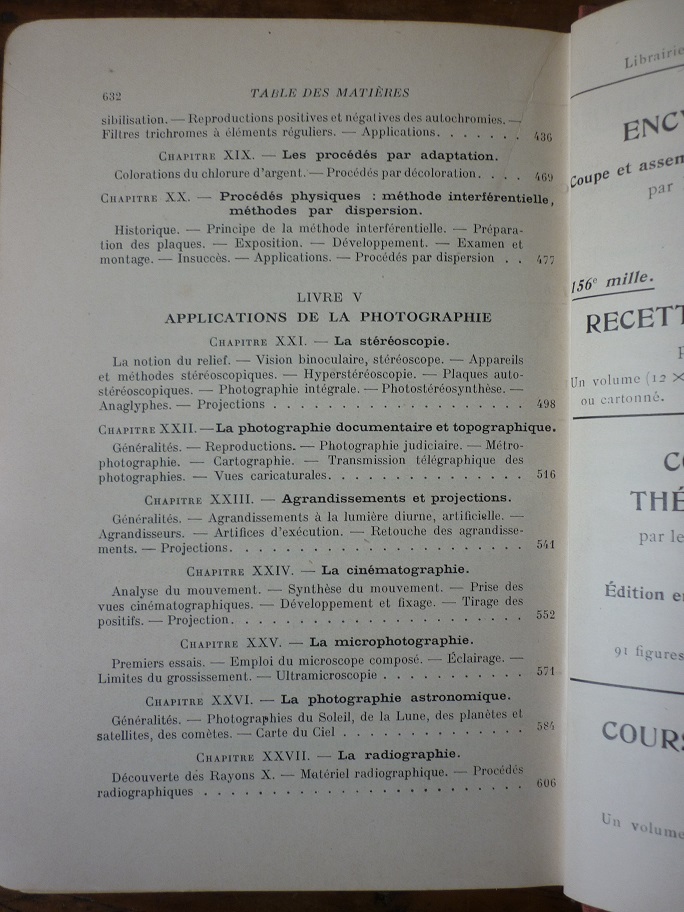 632
TABLE DES MATIÈRES
sibilisation. — Reproductions positives et négatives des autochromies. —
Filtres trichromes à éléments réguliers. — Applications. . . . . . . 436
CHAPITRE XIX. — Les procédés par adaptation.
Colorations du chlorure d'argent. — Procédés par décoloration. . . . 469
CHAPITRE XX. — Procédés physiques : méthode interférentielle,
méthodes par dispersion.
Historique. — Principe de la méthode interférentielle. — Prépara-
tion des plaques. — Exposition. — Développement. — Examen et
montage. — Insuccès. — Applications. — Procédés par dispersion . . 477
LIVRE V
APPLICATIONS DE LA PHOTOGRAPHIE
CHAPITRE XXI. — La stéréoscopie.
La notion du relief. — Vision binoculaire, stéréoscope. — Appareils
et méthodes stéréoscopiques. — Hyperstéréoscopie. — Plaques auto-
stéréoscopiques. — Photographie intégrale. — Photostéréosynthèse. —
Anaglyphes. — Projections . . . . . . . . . . . . . . . . . . . 498
CHAPITRE XXII. — La photographie documentaire et topographique.
Généralités. — Reproductions. — Photographie judiciaire. — Métro-
photographie. — Cartographie. — Transmission télégraphique des
photographies. — Vues caricaturales. . . . . . . . . . . . . . . 516
CHAPITRE XXIII. — Agrandissements et projections.
Généralités. — Agrandissements à la lumière diurne, artificielle. —
Agrandisseurs. — Artifices d'exécution. — Retouche des agrandisse-
ments. — Projections. . . . . . . . . . . . . . . . . . . . . . 541
CHAPITRE XXIV. — La cinématographie.
Analyse du mouvement. — Synthèse du mouvement. — Prise des
vues cinématographiques. — Développement et fixage. — Tirage des
positifs. — Projection. . . . . . . . . . . . . . . . . . . . . . 552
CHAPITRE XXV. — La microphotographie.
Premiers essais. — Emploi du microscope composé. — Éclairage. —
Limites du grossissement. — Ultramicroscopie . . . . . . . . . . . 571
CHAPITRE XXVI. — La photographie astronomique.
Généralités. — Photographies du Soleil, de la Lune, des planètes et
satellites, des comètes. — Carte du Ciel . . . . . . . . . . . . . . 584
CHAPITRE XXVII. — La radiographie.
Découverte des Rayons X. — Matériel radiographique. — Procédés
radiographiques . . . . . . . . . . . . . . . . . . . . . . . . 606
Librairie
ENCY
Coupe et assem
par
156e mille.
RECETT
Un volume (12 ×
ou cartonné.
CO
THÉ
par le
Édition en
91 figures
COURS
Un volume